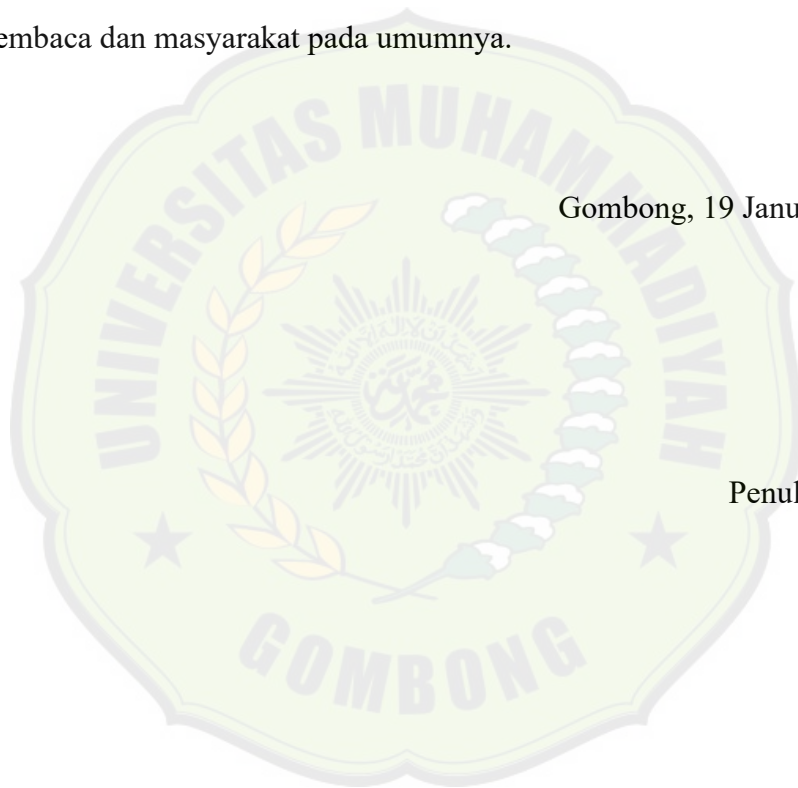 embaca dan masyarakat pada umumnya.
UNIVERSITAS MUHAMMADIYAH
Gombong, 19 Janu
Penul
GOMBONG